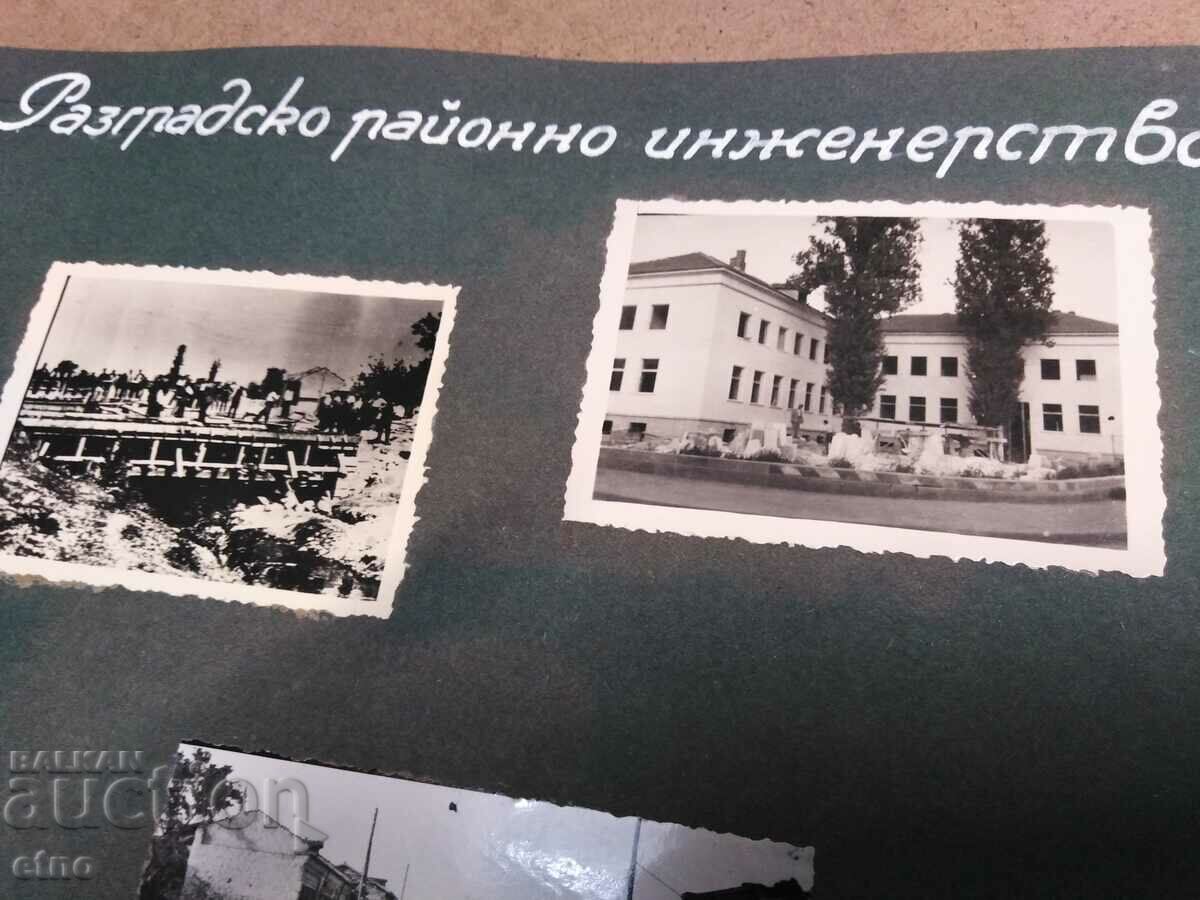 Разградско районно инженерство
BALKAN
auction
etno